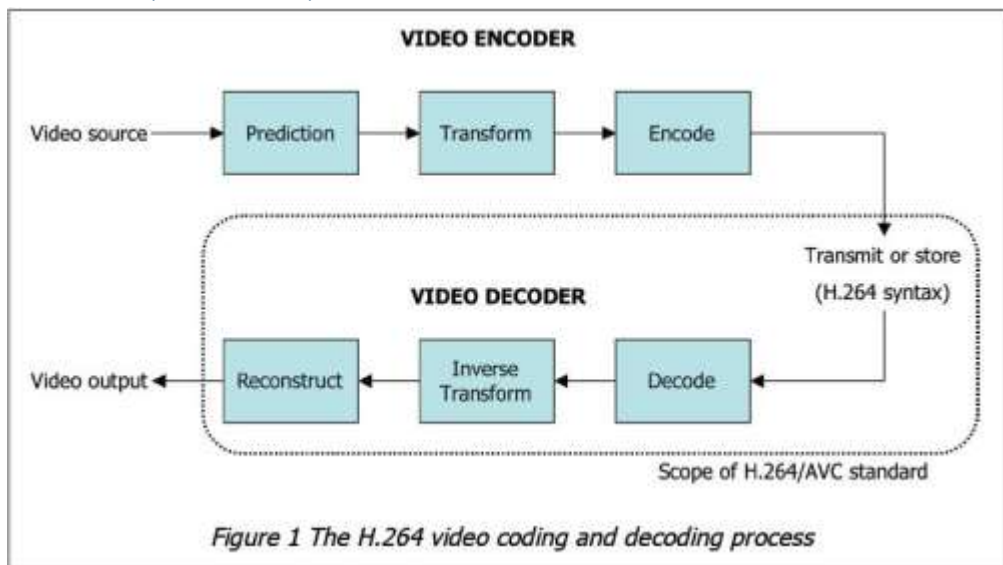 VIDEO ENCODER
Video source
Prediction
Transform
Encode
Transmit or store
(H.264 syntax)
VIDEO DECODER
Video output
Reconstruct
Inverse
Transform
Decode
Scope of H.264/AVC standard
Figure 1 The H.264 video coding and decoding process